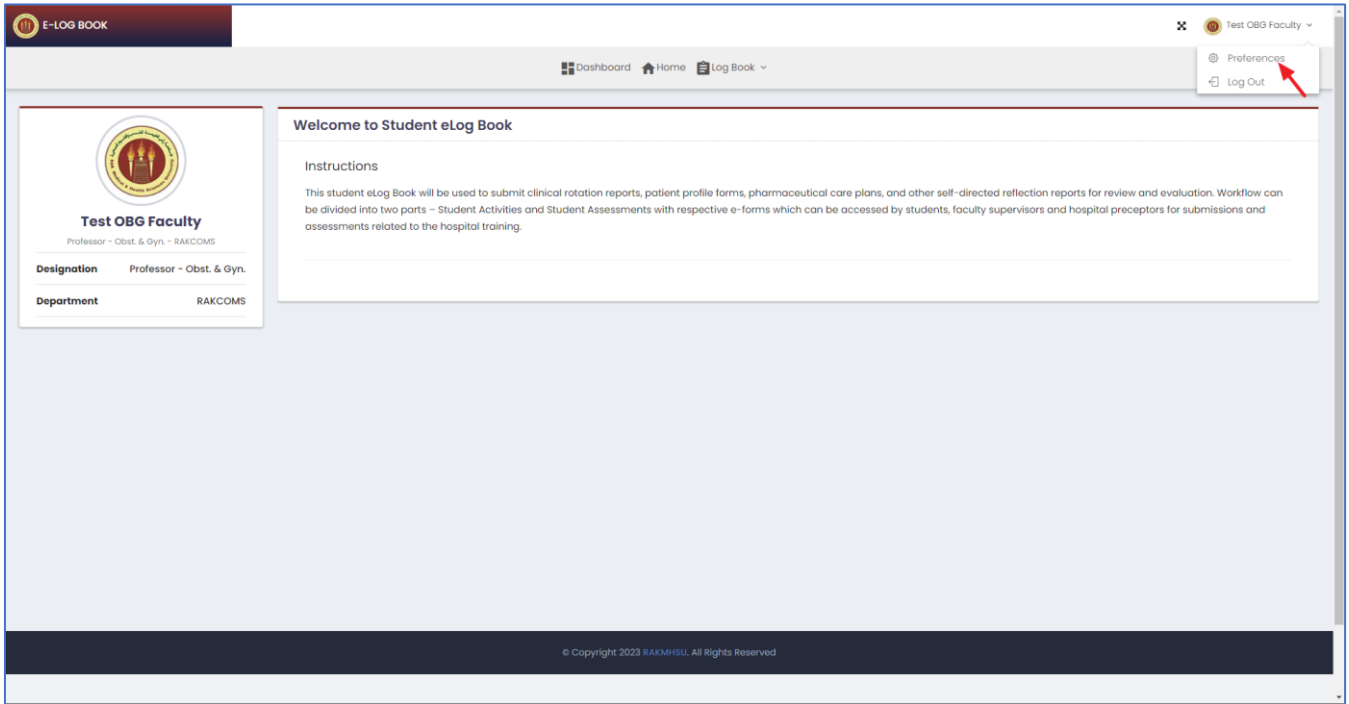 E-LOG BOOK
Test OBG Faculty
Preferences
Log Out
Dashboard Home Log Book
Test OBG Faculty
Professor - Obst. & Gyn. - RAKCOMS
Designation Professor - Obst. & Gyn.
Department RAKCOMS
Welcome to Student eLog Book
Instructions
This student eLog Book will be used to submit clinical rotation reports, patient profile forms, pharmaceutical care plans, and other self-directed reflection reports for review and evaluation. Workflow can
be divided into two parts – Student Activities and Student Assessments with respective e-forms which can be accessed by students, faculty supervisors and hospital preceptors for submissions and
assessments related to the hospital training.
© Copyright 2023 RAKMHSU. All Rights Reserved